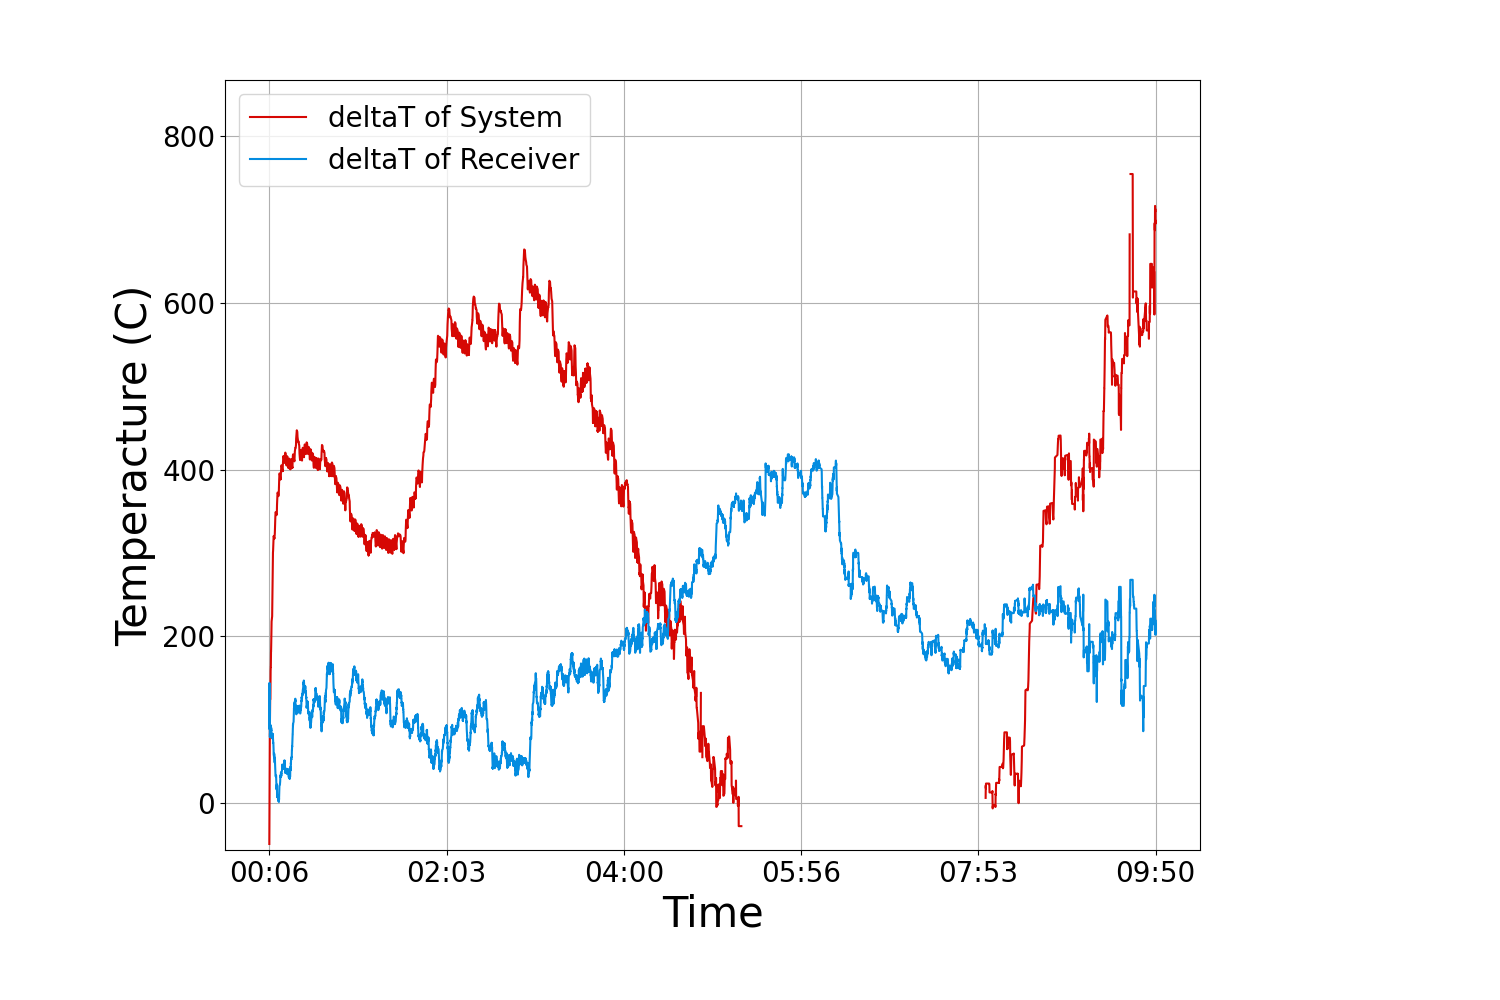 deltaT of System
deltaT of Receiver
Temperacture (C)
800
600
400
200
0
00:06 02:03 04:00 05:56 07:53 09:50
Time